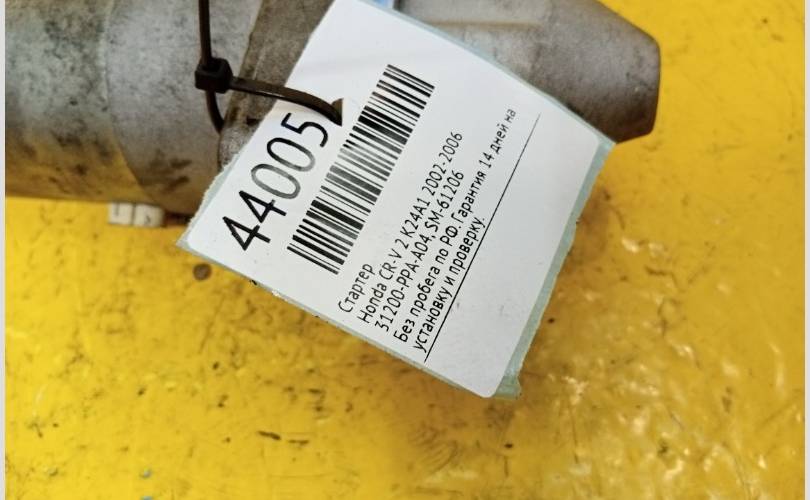 44005
Стартер
Honda CR-V 2 K24A1 2002-2006
31200-PPA-A04, SM-61206
Без пробега по РФ. Гарантия 14 дней на
установку и проверку.